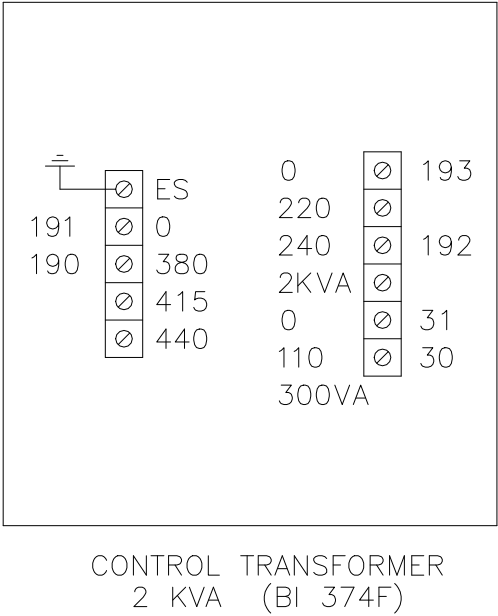 ES
191 0
190 380
415
440
0 193
220
240 192
2KVA
0 31
110 30
300VA
CONTROL TRANSFORMER
2 KVA (BI 374F)